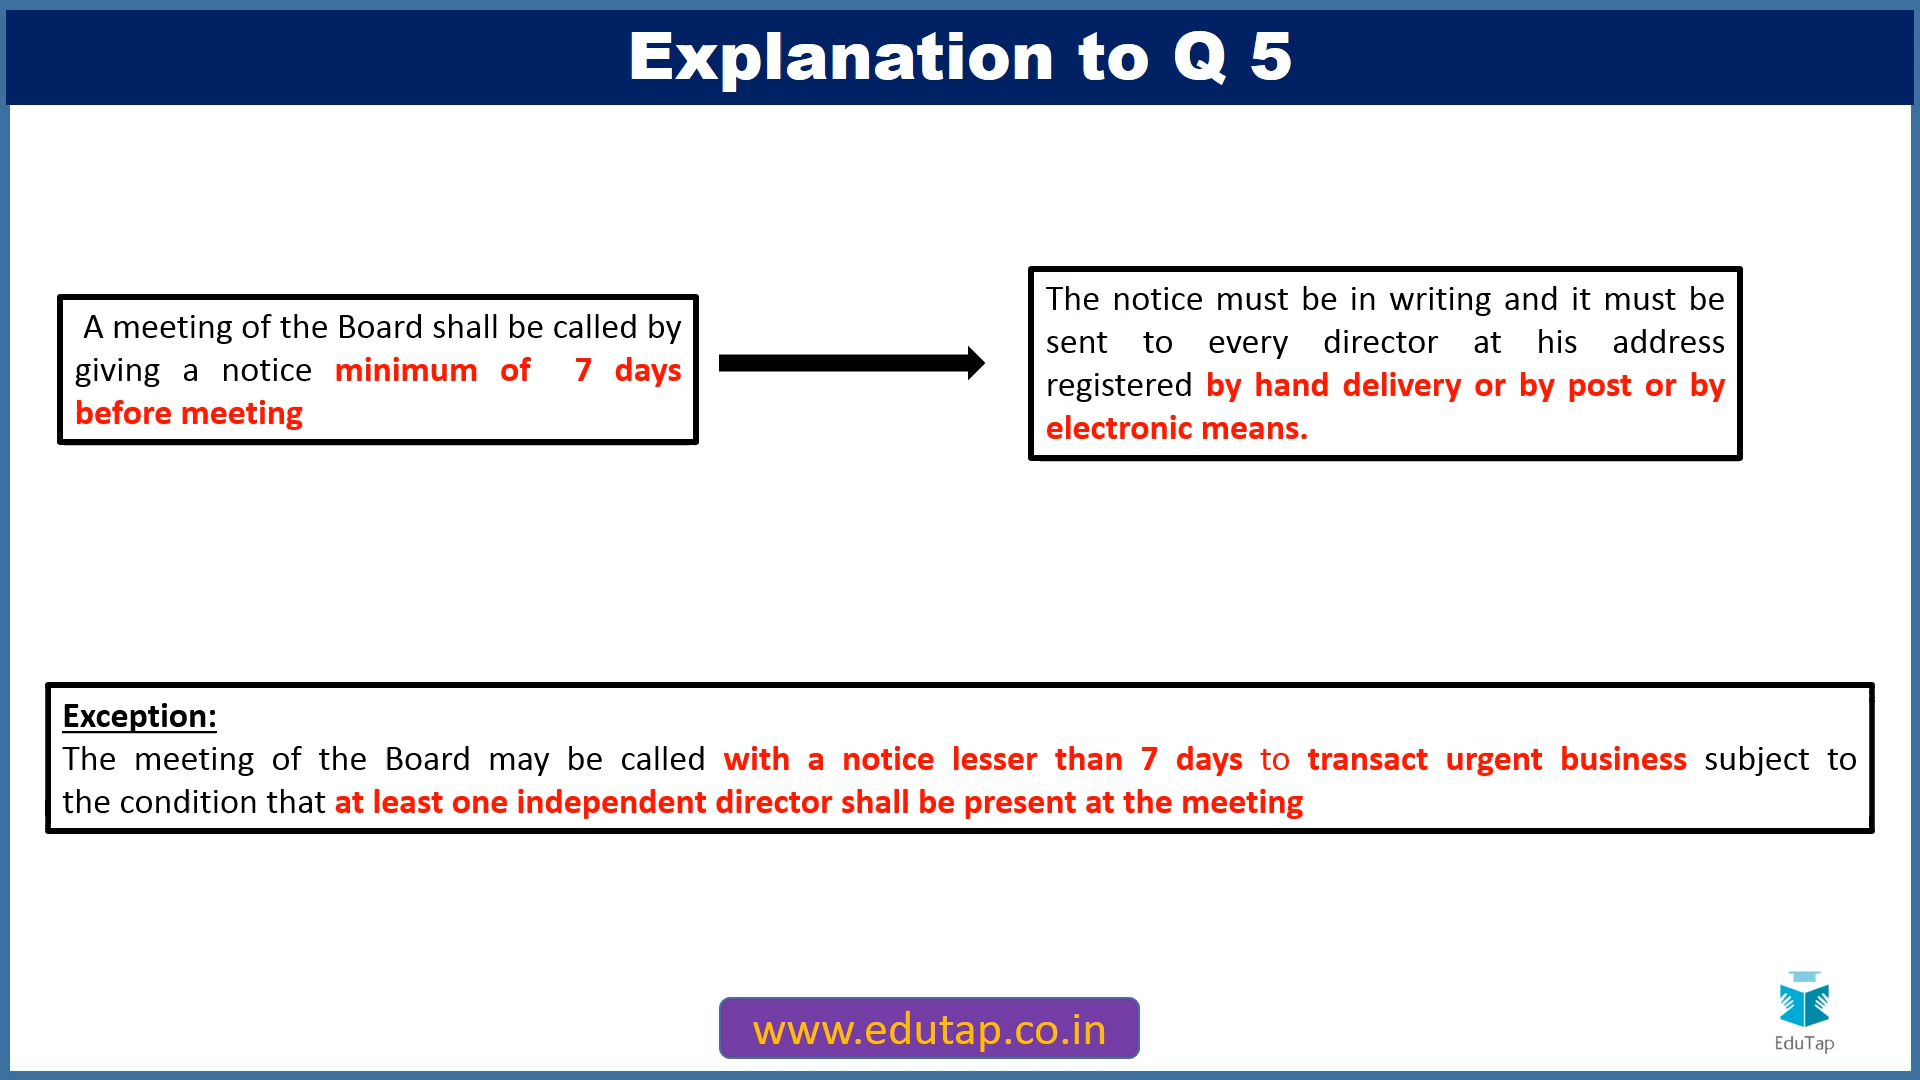 Explanation to Q 5
A meeting of the Board shall be called by
giving a notice minimum of 7 days
before meeting
The notice must be in writing and it must be
sent to every director at his address
registered by hand delivery or by post or by
electronic means.
Exception:
The meeting of the Board may be called with a notice lesser than 7 days to transact urgent business subject to
the condition that at least one independent director shall be present at the meeting
www.edutap.co.in
EduTap